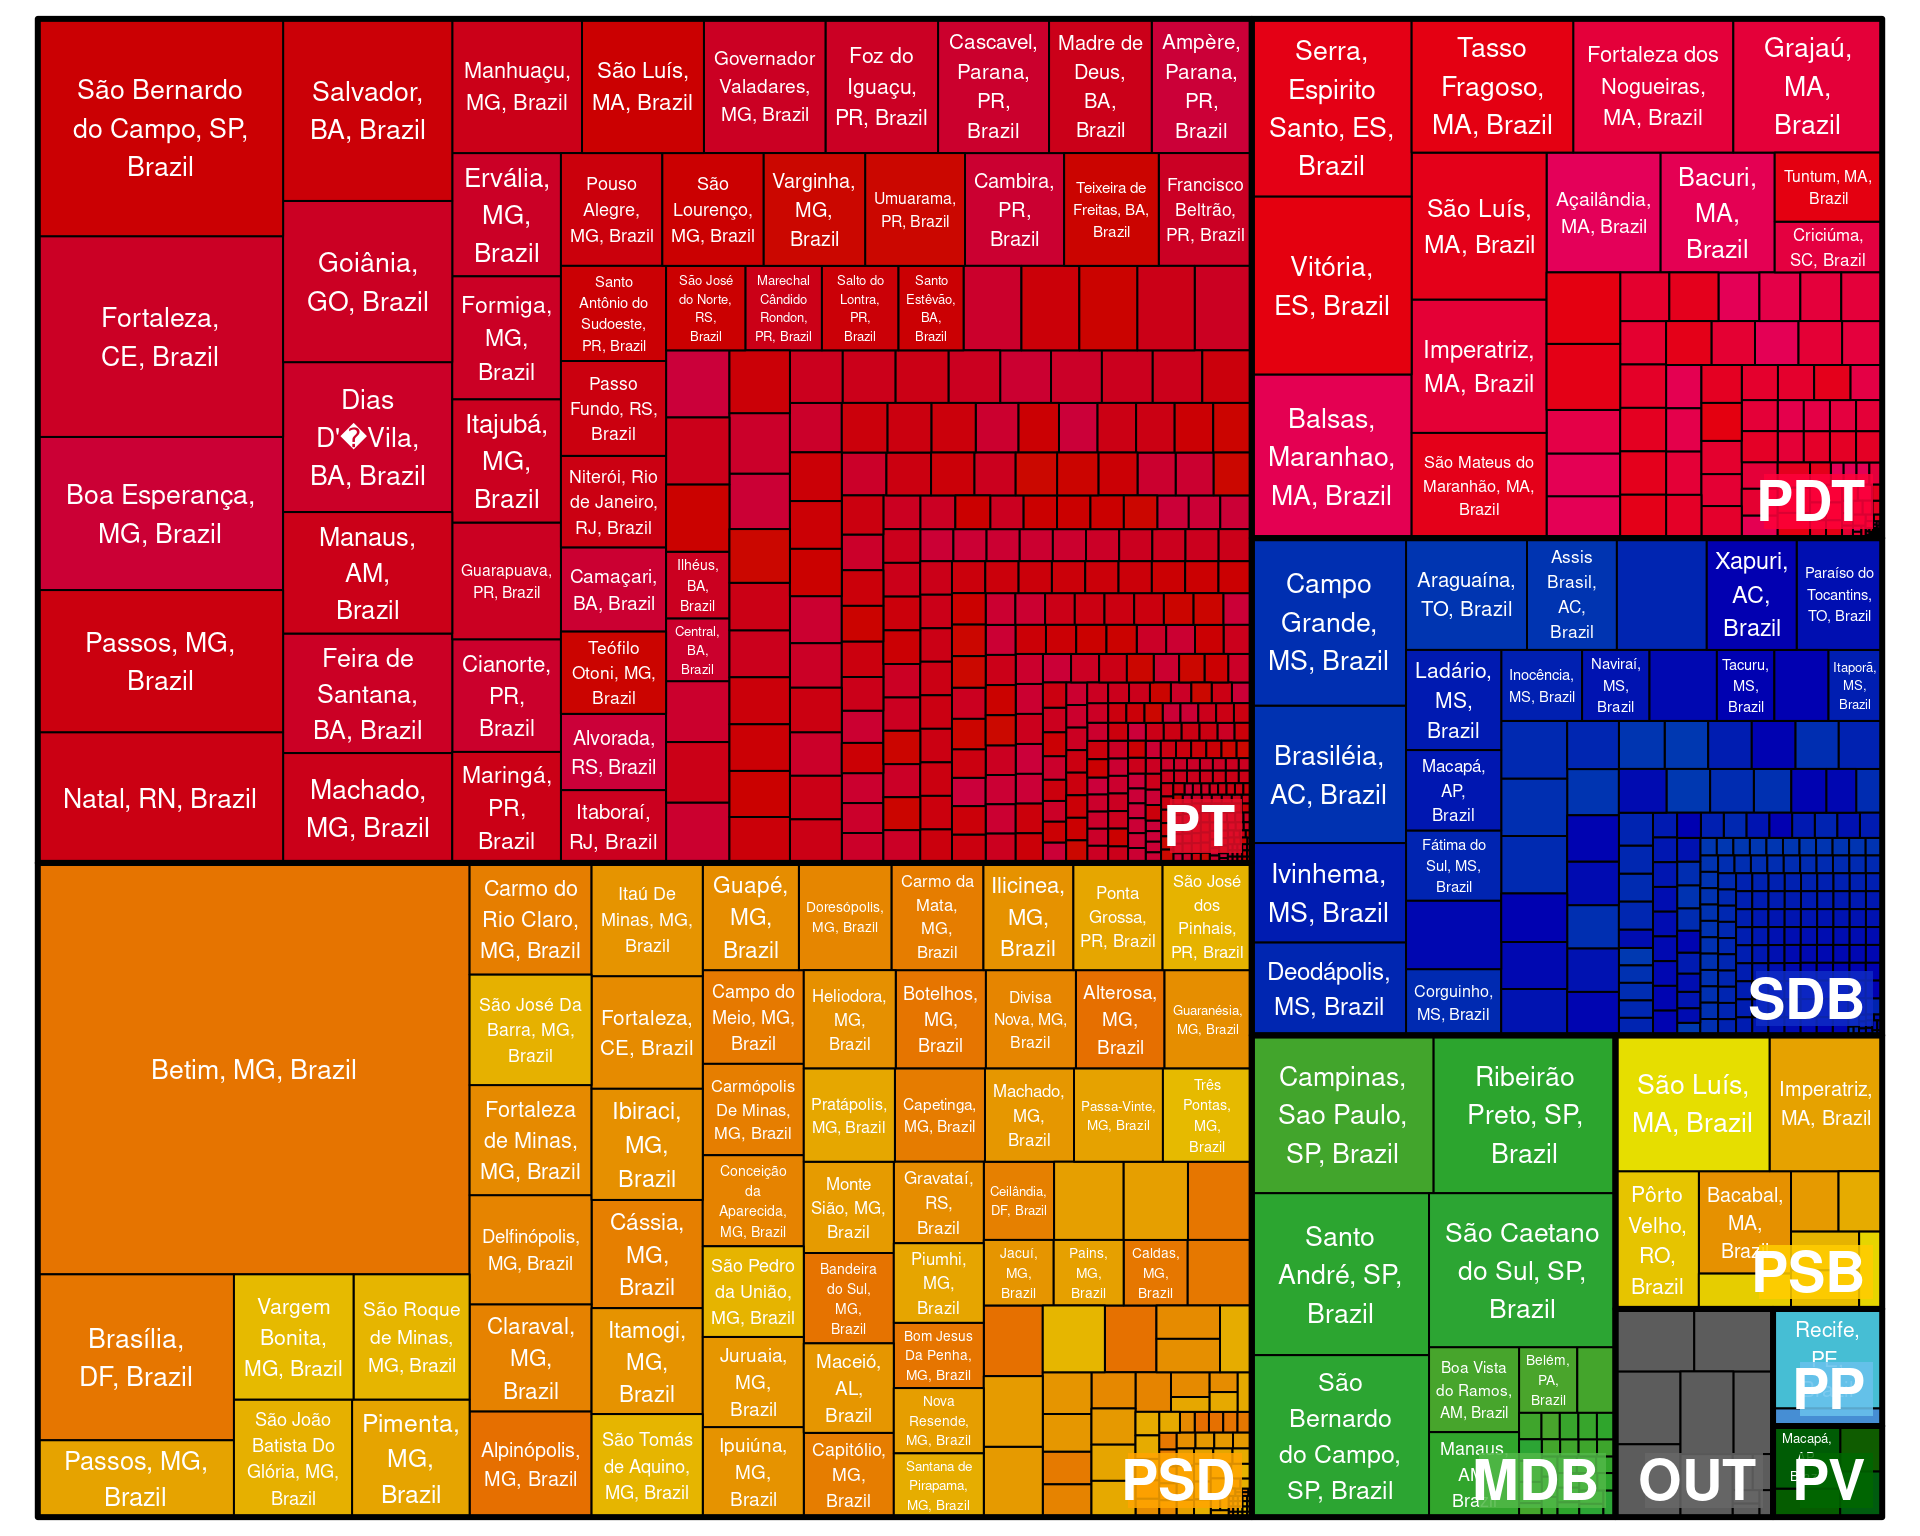 São Bernardo
do Campo, SP,
Brazil
Fortaleza,
CE, Brazil
Boa Esperança,
MG, Brazil
Passos, MG,
Brazil
Natal, RN, Brazil
Salvador,
BA, Brazil
Goiânia,
GO, Brazil
Dias
D'�Vila,
BA, Brazil
Manaus,
AM,
Brazil
Feira de
Santana,
BA, Brazil
Machado,
MG, Brazil
Manhuaçu,
MG, Brazil
São Luís,
MA, Brazil
Governador
Valadares,
MG, Brazil
Foz do
Iguaçu,
PR, Brazil
Cascavel,
Parana,
PR,
Brazil
Madre de
Deus,
BA,
Brazil
Ampère,
Parana,
PR,
Brazil
Ervália,
MG,
Brazil
Formiga,
MG,
Brazil
Itajubá,
MG,
Brazil
Guarapuava,
PR, Brazil
Cianorte,
PR,
Brazil
Maringá,
PR,
Brazil
Pouso
Alegre,
MG, Brazil
São
Lourenço,
MG, Brazil
Varginha,
MG,
Brazil
Umuarama,
PR, Brazil
Cambira,
PR,
Brazil
Teixeira de
Freitas, BA,
Brazil
Francisco
Beltrão,
PR, Brazil
Santo
Antônio do
Sudoeste,
PR, Brazil
São José
do Norte,
RS,
Brazil
Marechal
Cândido
Rondon,
PR, Brazil
Salto do
Lontra,
PR,
Brazil
Santo
Estêvão,
BA,
Brazil
Passo
Fundo, RS,
Brazil
Niterói, Rio
de Janeiro,
RJ, Brazil
Camaçari,
BA, Brazil
Teófilo
Otoni, MG,
Brazil
Alvorada,
RS, Brazil
Itaboraí,
RJ, Brazil
Ilhéus,
BA,
Brazil
Central,
BA,
Brazil
PT
Serra,
Espirito
Santo, ES,
Brazil
Vitória,
ES, Brazil
Balsas,
Maranhao,
MA, Brazil
Tasso
Fragoso,
MA, Brazil
Fortaleza dos
Nogueiras,
MA, Brazil
Grajaú,
MA,
Brazil
São Luís,
MA, Brazil
Imperatriz,
MA, Brazil
São Mateus do
Maranhão, MA,
Brazil
Açailândia,
MA, Brazil
Bacuri,
MA,
Brazil
Tuntum, MA,
Brazil
Criciúma,
SC, Brazil
PDT
Campo
Grande,
MS, Brazil
Brasiléia,
AC, Brazil
Ivinhema,
MS, Brazil
Deodápolis,
MS, Brazil
Araguaína,
TO, Brazil
Assis
Brasil,
AC,
Brazil
Xapuri,
AC,
Brazil
Paraíso do
Tocantins,
TO, Brazil
Ladário,
MS,
Brazil
Macapá,
AP,
Brazil
Fátima do
Sul, MS,
Brazil
Corguinho,
MS, Brazil
Inocência,
MS, Brazil
Naviraí,
MS,
Brazil
Tacuru,
MS,
Brazil
Itaporã,
MS,
Brazil
SDB
Betim, MG, Brazil
Brasília,
DF, Brazil
Passos, MG,
Brazil
Vargem
Bonita,
MG, Brazil
São Roque
de Minas,
MG, Brazil
São João
Batista Do
Glória, MG,
Brazil
Pimenta,
MG,
Brazil
Carmo do
Rio Claro,
MG, Brazil
São José Da
Barra, MG,
Brazil
Fortaleza
de Minas,
MG, Brazil
Delfinópolis,
MG, Brazil
Claraval,
MG,
Brazil
Alpinópolis,
MG, Brazil
Itaú De
Minas, MG,
Brazil
Fortaleza,
CE, Brazil
Ibiraci,
MG,
Brazil
Cássia,
MG,
Brazil
Itamogi,
MG,
Brazil
São Tomás
de Aquino,
MG, Brazil
Guapé,
MG,
Brazil
Doresópolis,
MG, Brazil
Carmo da
Mata,
MG,
Brazil
Ilicinea,
MG,
Brazil
Ponta
Grossa,
PR, Brazil
São José
dos
Pinhais,
PR, Brazil
Campo do
Meio, MG,
Brazil
Carmópolis
De Minas,
MG, Brazil
Conceição
da
Aparecida,
MG, Brazil
São Pedro
da União,
MG, Brazil
Juruaia,
MG,
Brazil
Ipuiúna,
MG,
Brazil
Heliodora,
MG,
Brazil
Botelhos,
MG,
Brazil
Divisa
Nova, MG,
Brazil
Alterosa,
MG,
Brazil
Guaranésia,
MG, Brazil
Pratápolis,
MG, Brazil
Capetinga,
MG, Brazil
Machado,
MG,
Brazil
Passa-Vinte,
MG, Brazil
Três
Pontas,
MG,
Brazil
Monte
Sião, MG,
Brazil
Bandeira
do Sul,
MG,
Brazil
Maceió,
AL,
Brazil
Capitólio,
MG,
Brazil
Gravataí,
RS,
Brazil
Piumhi,
MG,
Brazil
Bom Jesus
Da Penha,
MG, Brazil
Nova
Resende,
MG, Brazil
Santana de
Pirapama,
MG, Brazil
Ceilândia,
DF, Brazil
Jacuí,
MG,
Brazil
Pains,
MG,
Brazil
Caldas,
MG,
Brazil
PSD
Campinas,
Sao Paulo,
SP, Brazil
Ribeirão
Preto, SP,
Brazil
Santo
André, SP,
Brazil
São Caetano
do Sul, SP,
Brazil
São
Bernardo
do Campo,
SP, Brazil
Boa Vista
do Ramos,
AM, Brazil
Belém,
PA,
Brazil
Manaus,
AM,
Brazil
MDB
São Luís,
MA, Brazil
Imperatriz,
MA, Brazil
Pôrto
Velho,
RO,
Brazil
Bacabal,
MA,
Brazil
PSB
OUT
Recife,
PE,
PP
Macapá,
PV